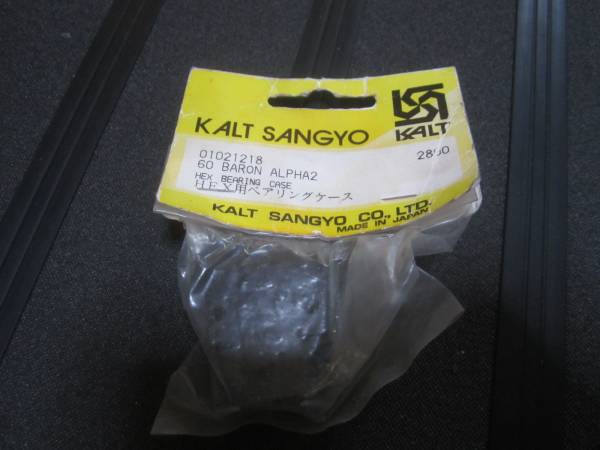 KALT SANGYO
KALT
01021218
2800
60 BARON ALPHA2
HEX BEARING CASE
HEX用ベアリングケース
KALT SANGYO CO., LTD.
MADE IN JAPAN